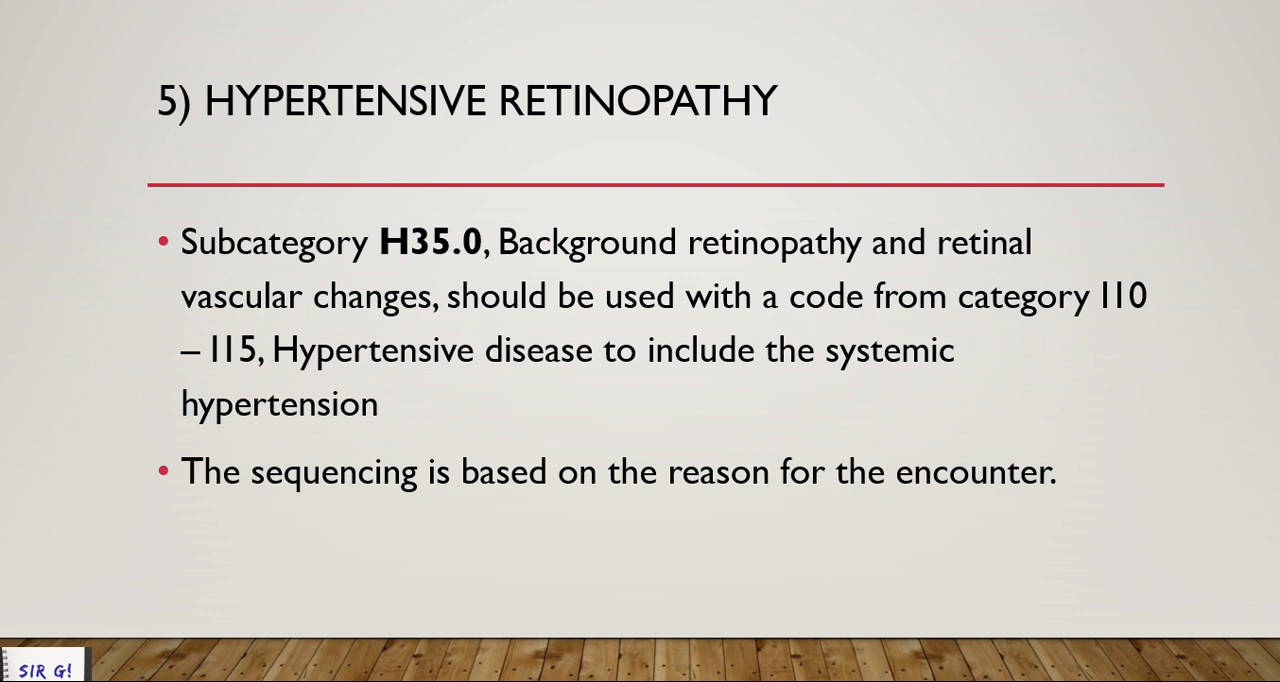 5) HYPERTENSIVE RETINOPATHY
• Subcategory H35.0, Background retinopathy and retinal
vascular changes, should be used with a code from category I10
– I15, Hypertensive disease to include the systemic
hypertension
• The sequencing is based on the reason for the encounter.
SIR G!